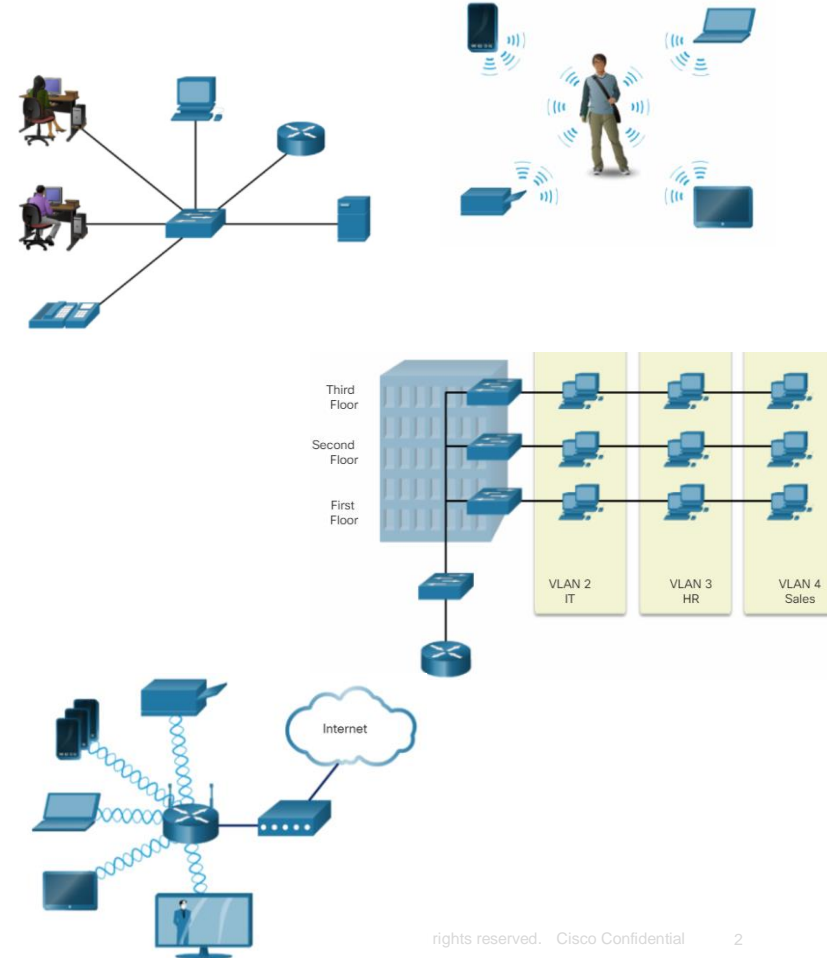 Third
Floor
Second
Floor
First
Floor
VLAN 2
IT
VLAN 3
HR
VLAN 4
Sales
Internet
rights reserved. Cisco Confidential 2